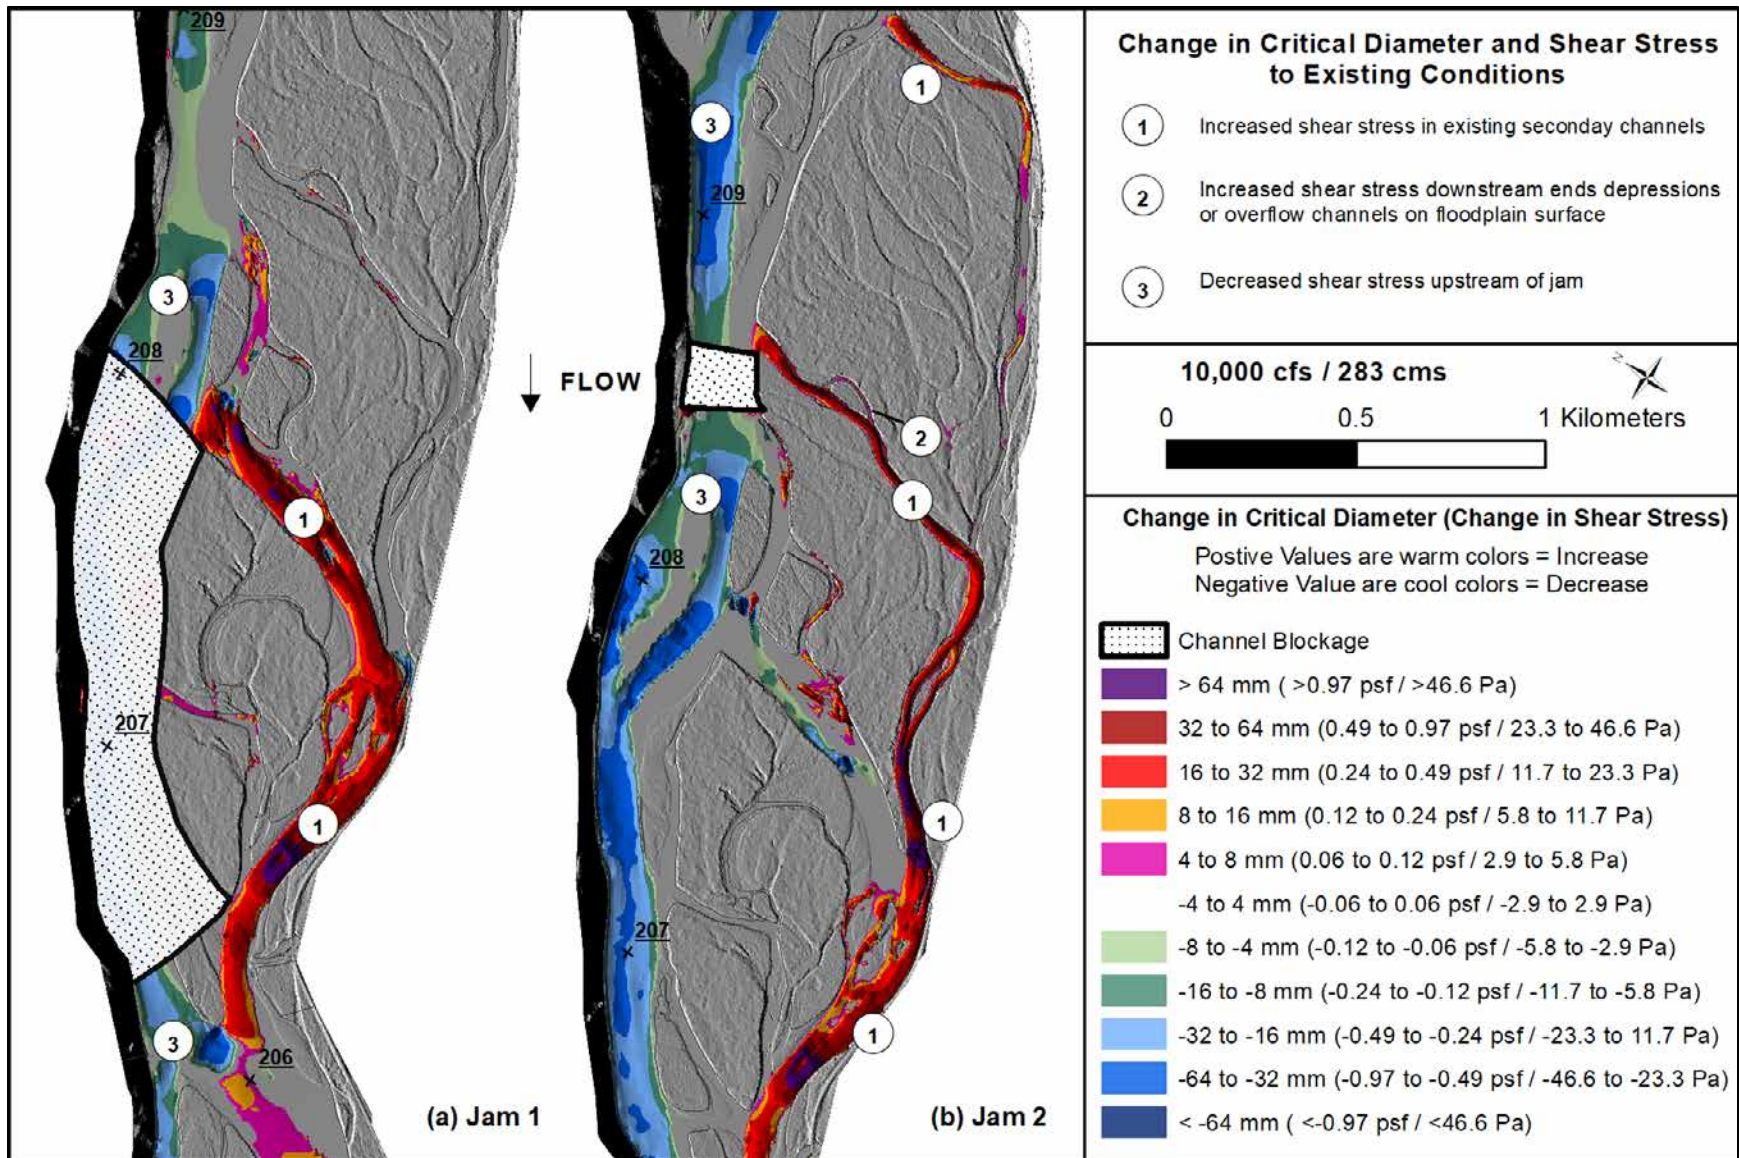 209
3
208
207
1
1
3
206
(a) Jam 1
FLOW
1
3
209
2
1
3
208
1
207
1
(b) Jam 2
Change in Critical Diameter and Shear Stress
to Existing Conditions
1 Increased shear stress in existing seconday channels
2 Increased shear stress downstream ends depressions
or overflow channels on floodplain surface
3 Decreased shear stress upstream of jam
10,000 cfs / 283 cms
N
0 0.5 1 Kilometers
Change in Critical Diameter (Change in Shear Stress)
Postive Values are warm colors = Increase
Negative Value are cool colors = Decrease
Channel Blockage
> 64 mm ( >0.97 psf / >46.6 Pa)
32 to 64 mm (0.49 to 0.97 psf / 23.3 to 46.6 Pa)
16 to 32 mm (0.24 to 0.49 psf / 11.7 to 23.3 Pa)
8 to 16 mm (0.12 to 0.24 psf / 5.8 to 11.7 Pa)
4 to 8 mm (0.06 to 0.12 psf / 2.9 to 5.8 Pa)
-4 to 4 mm (-0.06 to 0.06 psf / -2.9 to 2.9 Pa)
-8 to -4 mm (-0.12 to -0.06 psf / -5.8 to -2.9 Pa)
-16 to -8 mm (-0.24 to -0.12 psf / -11.7 to -5.8 Pa)
-32 to -16 mm (-0.49 to -0.24 psf / -23.3 to 11.7 Pa)
-64 to -32 mm (-0.97 to -0.49 psf / -46.6 to -23.3 Pa)
< -64 mm ( <-0.97 psf / <46.6 Pa)